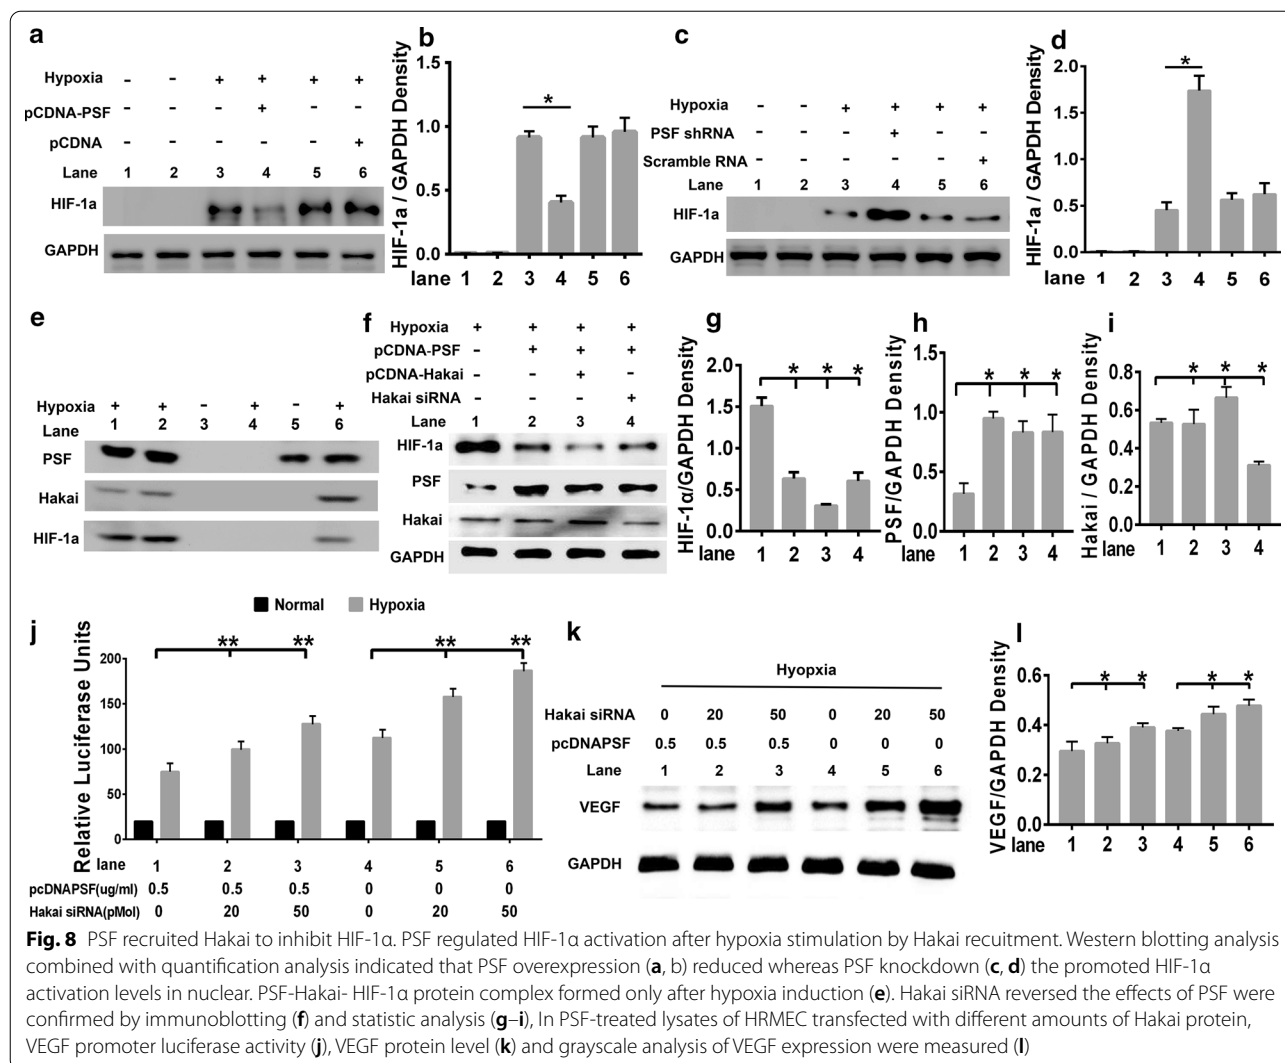 a
Hypoxia - - + + + +
pCDNA-PSF - - - + - -
pCDNA - - - - - +
Lane 1 2 3 4 5 6
HIF-1a
GAPDH
b
HIF-1a / GAPDH Density
1.5
1.0
0.5
0.0
*
lane 1 2 3 4 5 6
c
Hypoxia - - + + + +
PSF shRNA - - - + - -
Scramble RNA - - - - - +
Lane 1 2 3 4 5 6
HIF-1a
GAPDH
d
HIF-1a / GAPDH Density
2.0
1.5
1.0
0.5
0.0
*
lane 1 2 3 4 5 6
e
Hypoxia + + - + - +
Lane 1 2 3 4 5 6
PSF
Hakai
HIF-1a
f
Hypoxia + + + +
pCDNA-PSF - + + +
pCDNA-Hakai - - + -
Hakai siRNA - - - +
Lane 1 2 3 4
HIF-1a
PSF
Hakai
GAPDH
g
HIF-1α/GAPDH Density
2.0
1.5
1.0
0.5
0.0
* * *
lane 1 2 3 4
h
PSF/GAPDH Density
1.5
1.0
0.5
0.0
* * *
lane 1 2 3 4
i
Hakai / GAPDH Density
0.8
0.6
0.4
0.2
0.0
* * *
lane 1 2 3 4
j
Normal Hypoxia
Relative Luciferase Units
200
150
100
50
0
** ** ** **
lane 1 2 3 4 5 6
pcDNAPSF(ug/ml) 0.5 0.5 0.5 0 0 0
Hakai siRNA(pMol) 0 20 50 0 20 50
k
Hyopxia
Hakai siRNA 0 20 50 0 20 50
pcDNAPSF 0.5 0.5 0.5 0 0 0
Lane 1 2 3 4 5 6
VEGF
GAPDH
l
VEGF/GAPDH Density
0.6
0.4
0.2
0.0
* * * *
lane 1 2 3 4 5 6
Fig. 8 PSF recruited Hakai to inhibit HIF-1α. PSF regulated HIF-1α activation after hypoxia stimulation by Hakai recuitment. Western blotting analysis
combined with quantification analysis indicated that PSF overexpression (a, b) reduced whereas PSF knockdown (c, d) the promoted HIF-1α
activation levels in nuclear. PSF-Hakai- HIF-1α protein complex formed only after hypoxia induction (e). Hakai siRNA reversed the effects of PSF were
confirmed by immunoblotting (f) and statistic analysis (g–i), In PSF-treated lysates of HRMEC transfected with different amounts of Hakai protein,
VEGF promoter luciferase activity (j), VEGF protein level (k) and grayscale analysis of VEGF expression were measured (l)